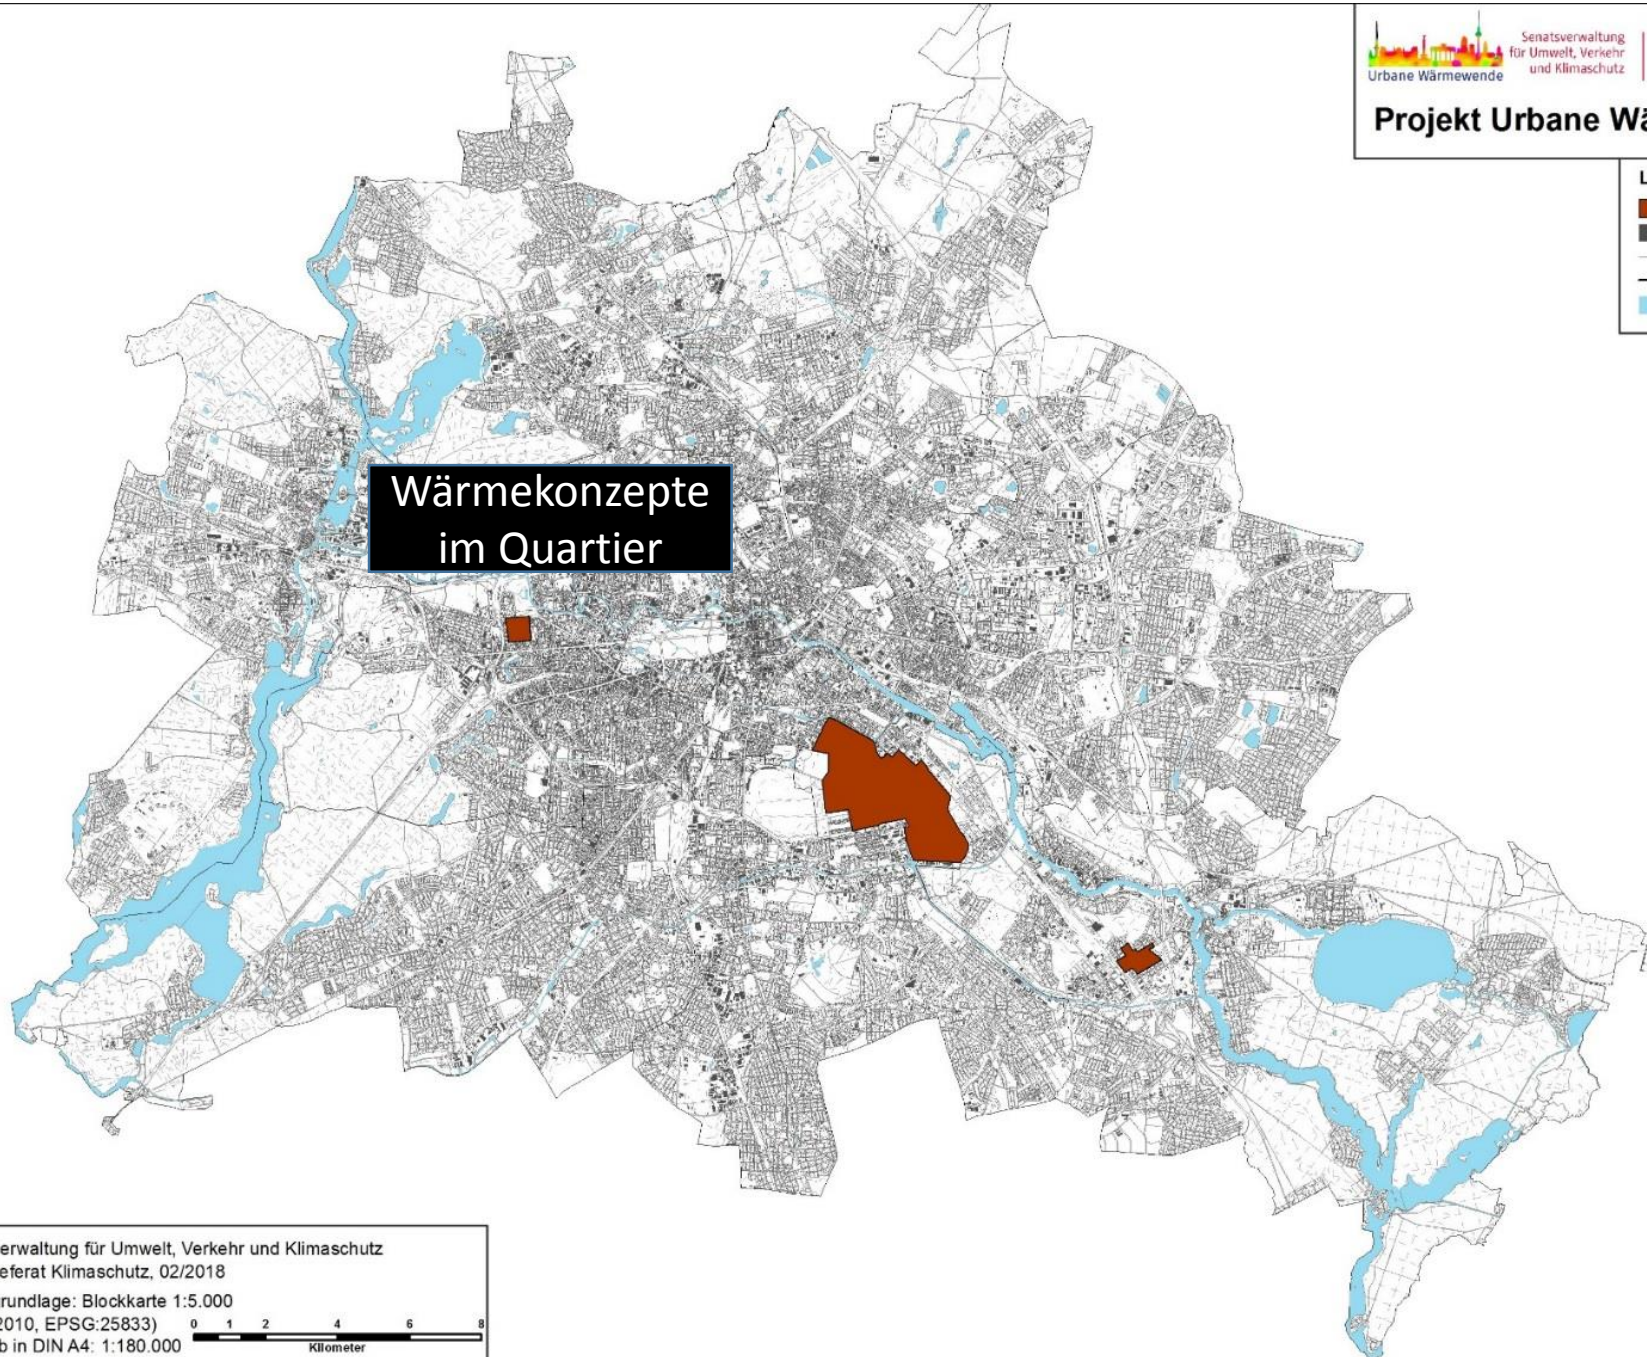 Senatsverwaltung
für Umwelt, Verkehr
und Klimaschutz
Urbane Wärmewende
Projekt Urbane Wä
L
Wärmekonzepte
im Quartier
erwaltung für Umwelt, Verkehr und Klimaschutz
eferat Klimaschutz, 02/2018
rundlage: Blockkarte 1:5.000
2010, EPSG:25833)
0 1 2 4 6 8
b in DIN A4: 1:180.000
Kilometer